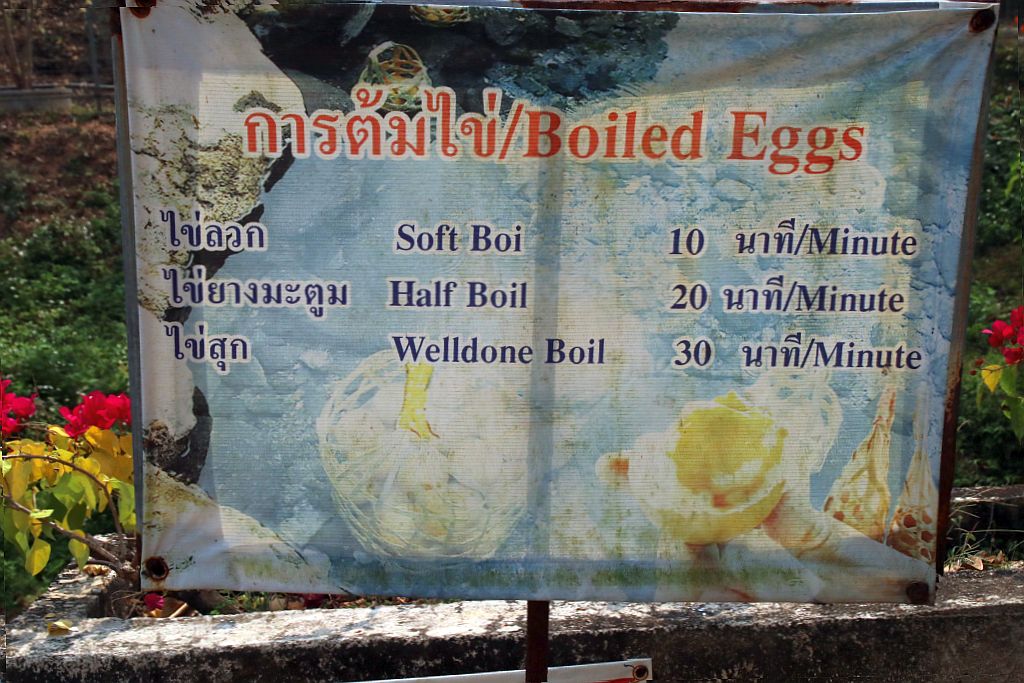 การต้มไข่/Boiled Eggs
ไข่ลวก Soft Boi 10 นาที/Minute
ไข่ยางมะตูม Half Boil 20 นาที/Minute
ไข่สุก Welldone Boil 30 นาที/Minute